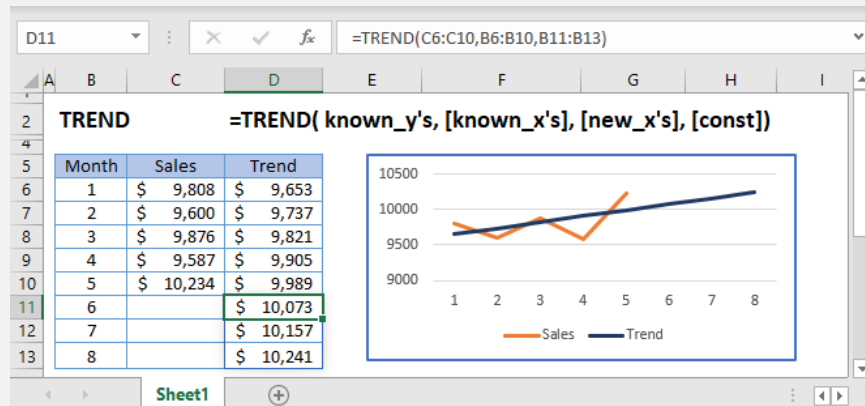 D11 fx =TREND(C6:C10,B6:B10,B11:B13)
A B C D E F G H I
2 TREND =TREND( known_y's, [known_x's], [new_x's], [const])
4
5 Month Sales Trend
6 1 $ 9,808 $ 9,653
7 2 $ 9,600 $ 9,737
8 3 $ 9,876 $ 9,821
9 4 $ 9,587 $ 9,905
10 5 $ 10,234 $ 9,989
11 6 $ 10,073
12 7 $ 10,157
13 8 $ 10,241
10500
10000
9500
9000
1 2 3 4 5 6 7 8
Sales Trend
Sheet1